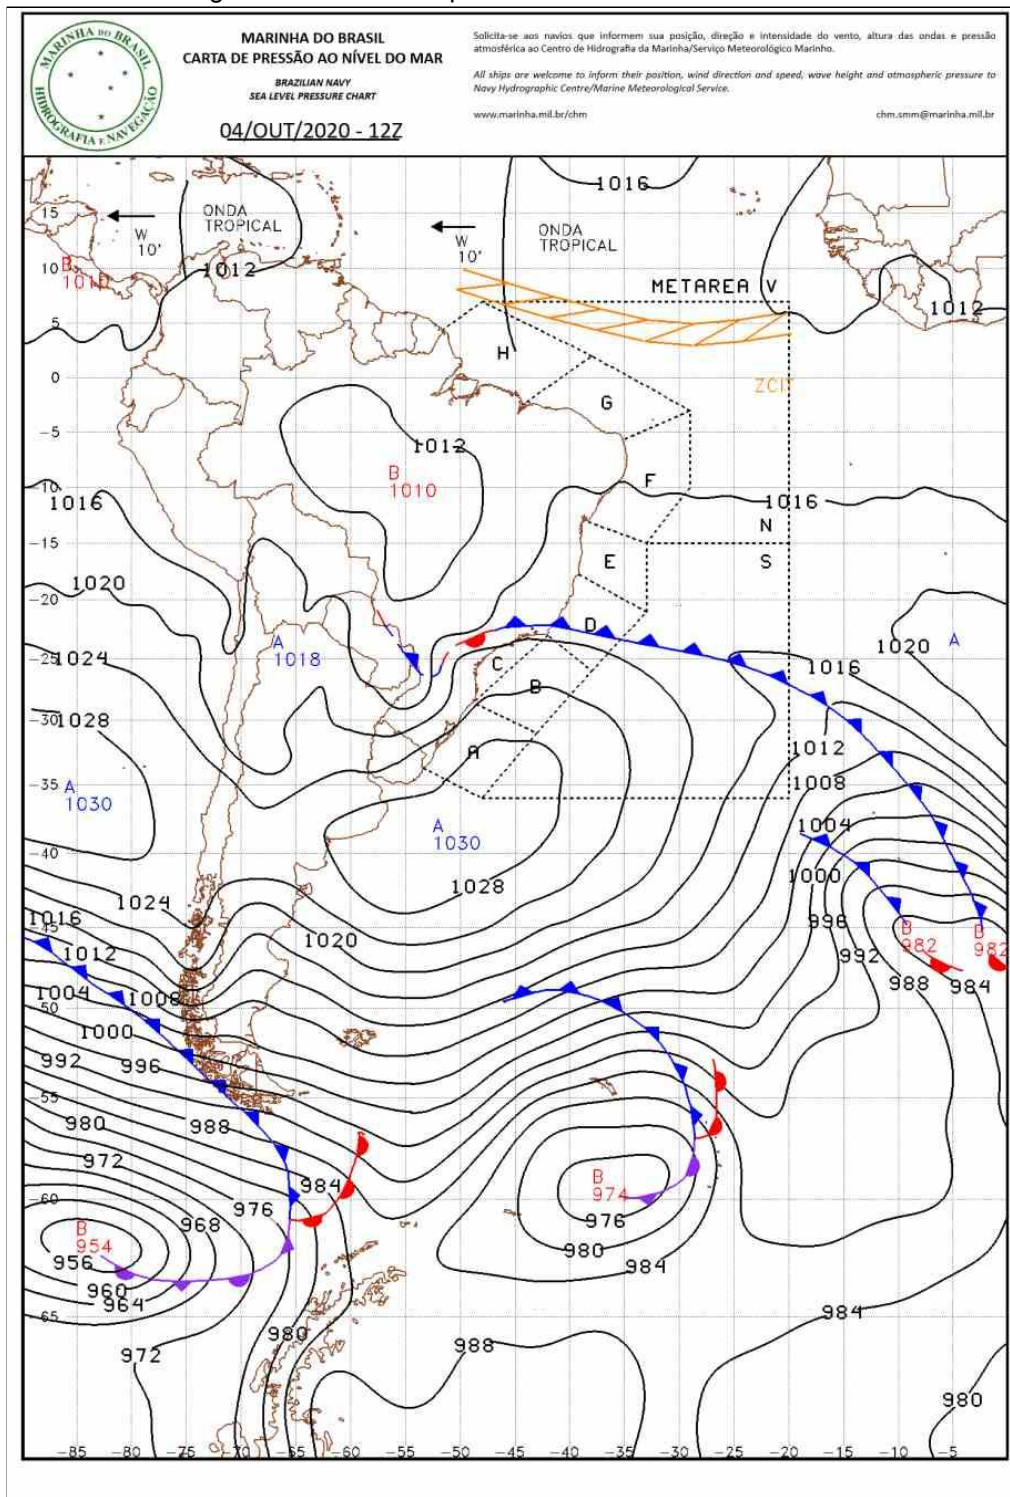 MARINHA DO BRASIL
HIDROGRAFIA E NAVEGAÇÃO
MARINHA DO BRASIL
CARTA DE PRESSÃO AO NÍVEL DO MAR
BRAZILIAN NAVY
SEA LEVEL PRESSURE CHART
04/OUT/2020 - 12Z
Solicita-se aos navios que informem sua posição, direção e intensidade do vento, altura das ondas e pressão
atmosférica ao Centro de Hidrografia da Marinha/Serviço Meteorológico Marinho.
All ships are welcome to inform their position, wind direction and speed, wave height and atmospheric pressure to
Navy Hydrographic Centre/Marine Meteorological Service.
www.marinha.mil.br/chm chm.smm@marinha.mil.br
1016
15 ONDA
TROPICAL
W
10'
ONDA
TROPICAL
W
10'
10 B
1010
1012
METAREA V
1012
5
H
0
ZCIT
G
-5
1012
B
1010
-10
1016
F
1016
N
-15
E S
1020
-20
D
A
1018
1020
A
-25
1024
C
1016
B
-30
1028
A
1012
-35
A
1030
1008
A
1030
1004
-40
1028
1000
1024
1016
-45
996
B
982
B
982
1020
1012
992
988
984
1004
1008
-50
1000
992
996
-55
980
988
972
984
B
974
-60
976
968
976
B
954
956
980
960
984
964
-65
984
980
988
972
980
-85 -80 -75 -70 -65 -60 -55 -50 -45 -40 -35 -30 -25 -20 -15 -10 -5